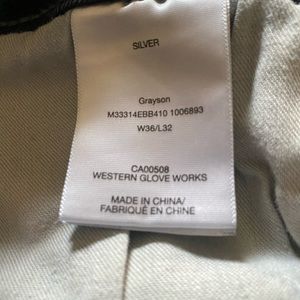 SILVER
Grayson
M33314EBB410 1006893
W36/L32
CA00508
WESTERN GLOVE WORKS
MADE IN CHINA/
FABRIQUÉ EN CHINE